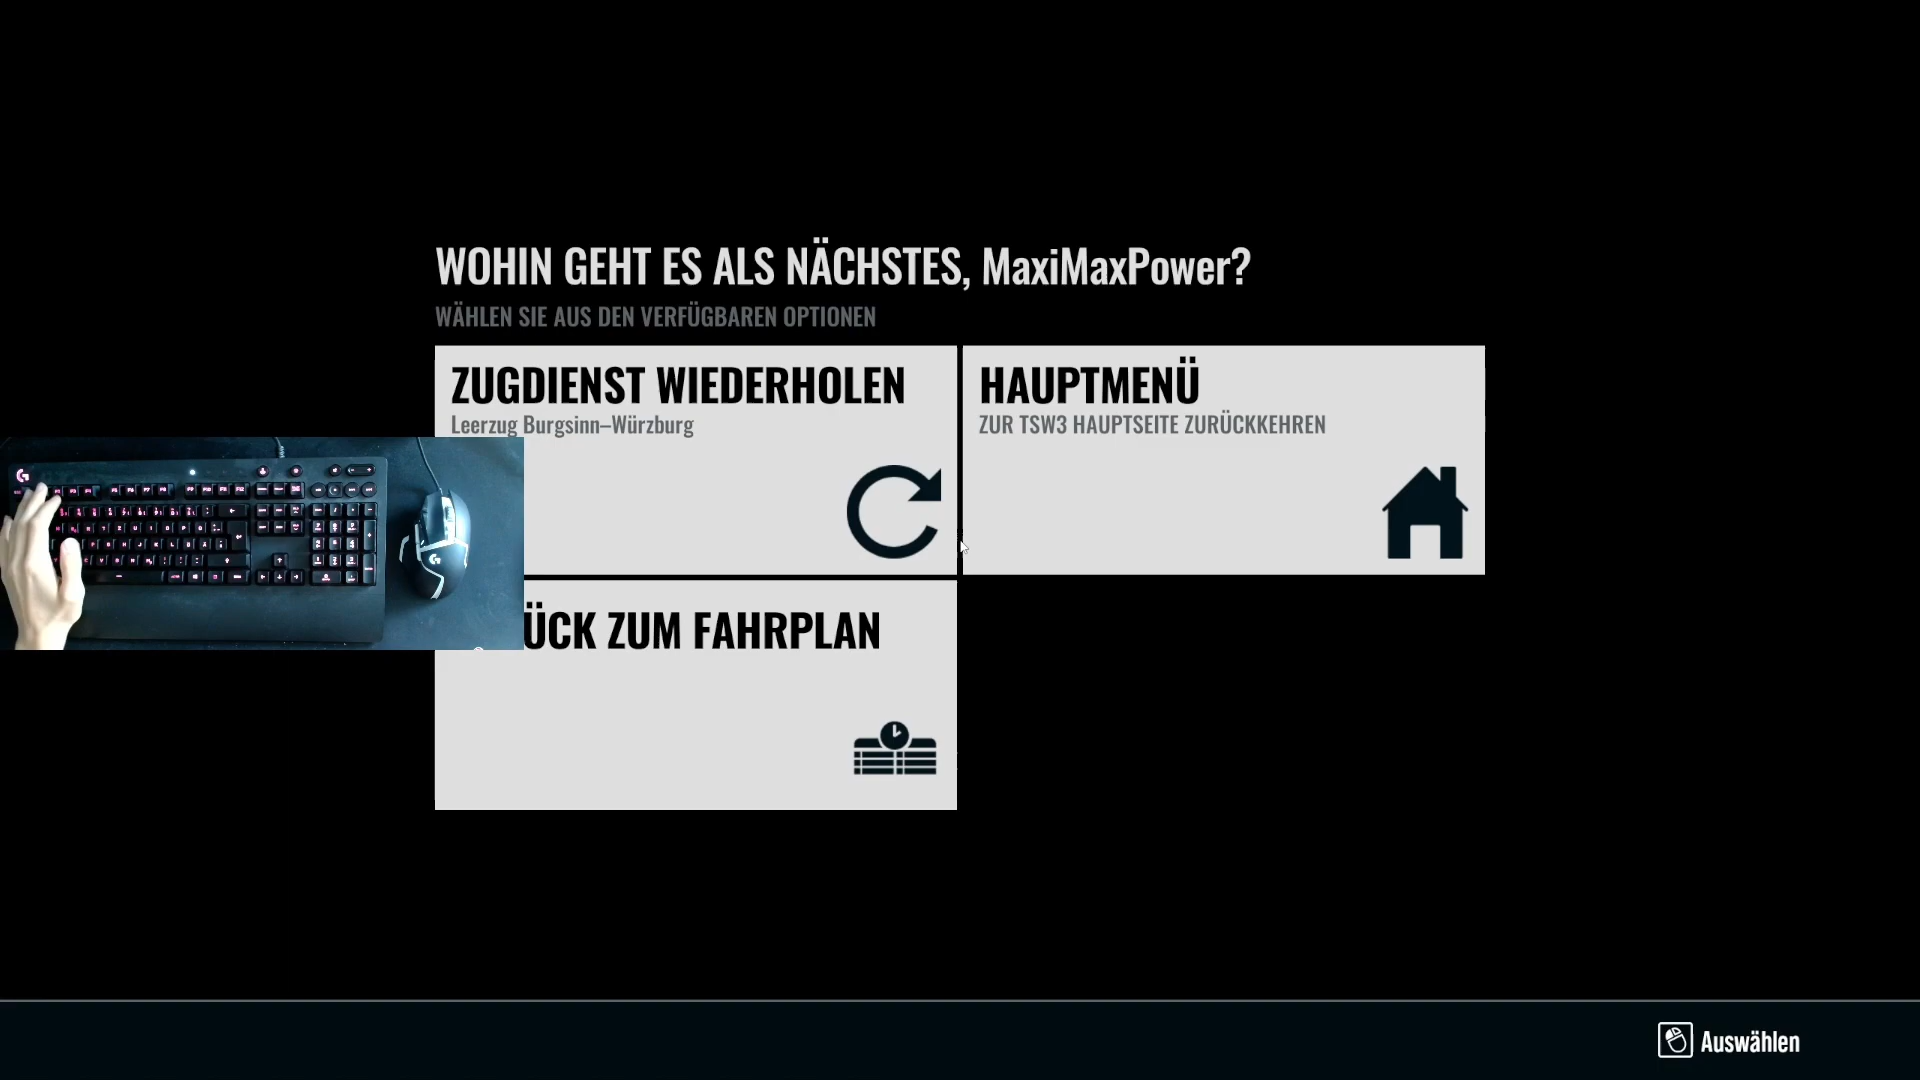 WOHIN GEHT ES ALS NÄCHSTES, MaxiMaxPower?
WÄHLEN SIE AUS DEN VERFÜGBAREN OPTIONEN
ZUGDIENST WIEDERHOLEN
Leerzug Burgsinn–Würzburg
HAUPTMENÜ
ZUR TSW3 HAUPTSEITE ZURÜCKKEHREN
ÜCK ZUM FAHRPLAN
Auswählen